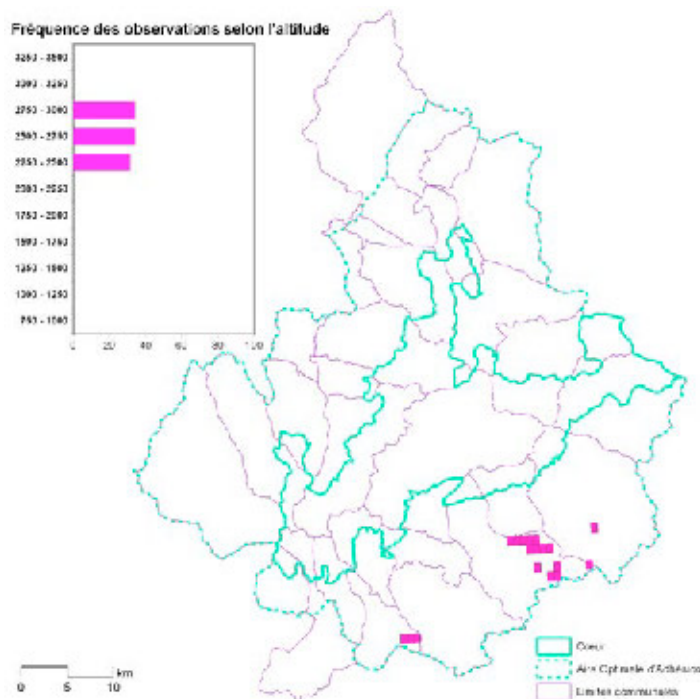 Fréquence des observations selon l'altitude
3250 - 3500
3000 - 3250
2750 - 3000
2500 - 2750
2250 - 2500
2000 - 2250
1750 - 2000
1500 - 1750
1250 - 1500
1000 - 1250
750 - 1000
0 20 40 60 80 100
Coeur
Aire Optimale d'Adhésion
Limites communales
0 5 10 km